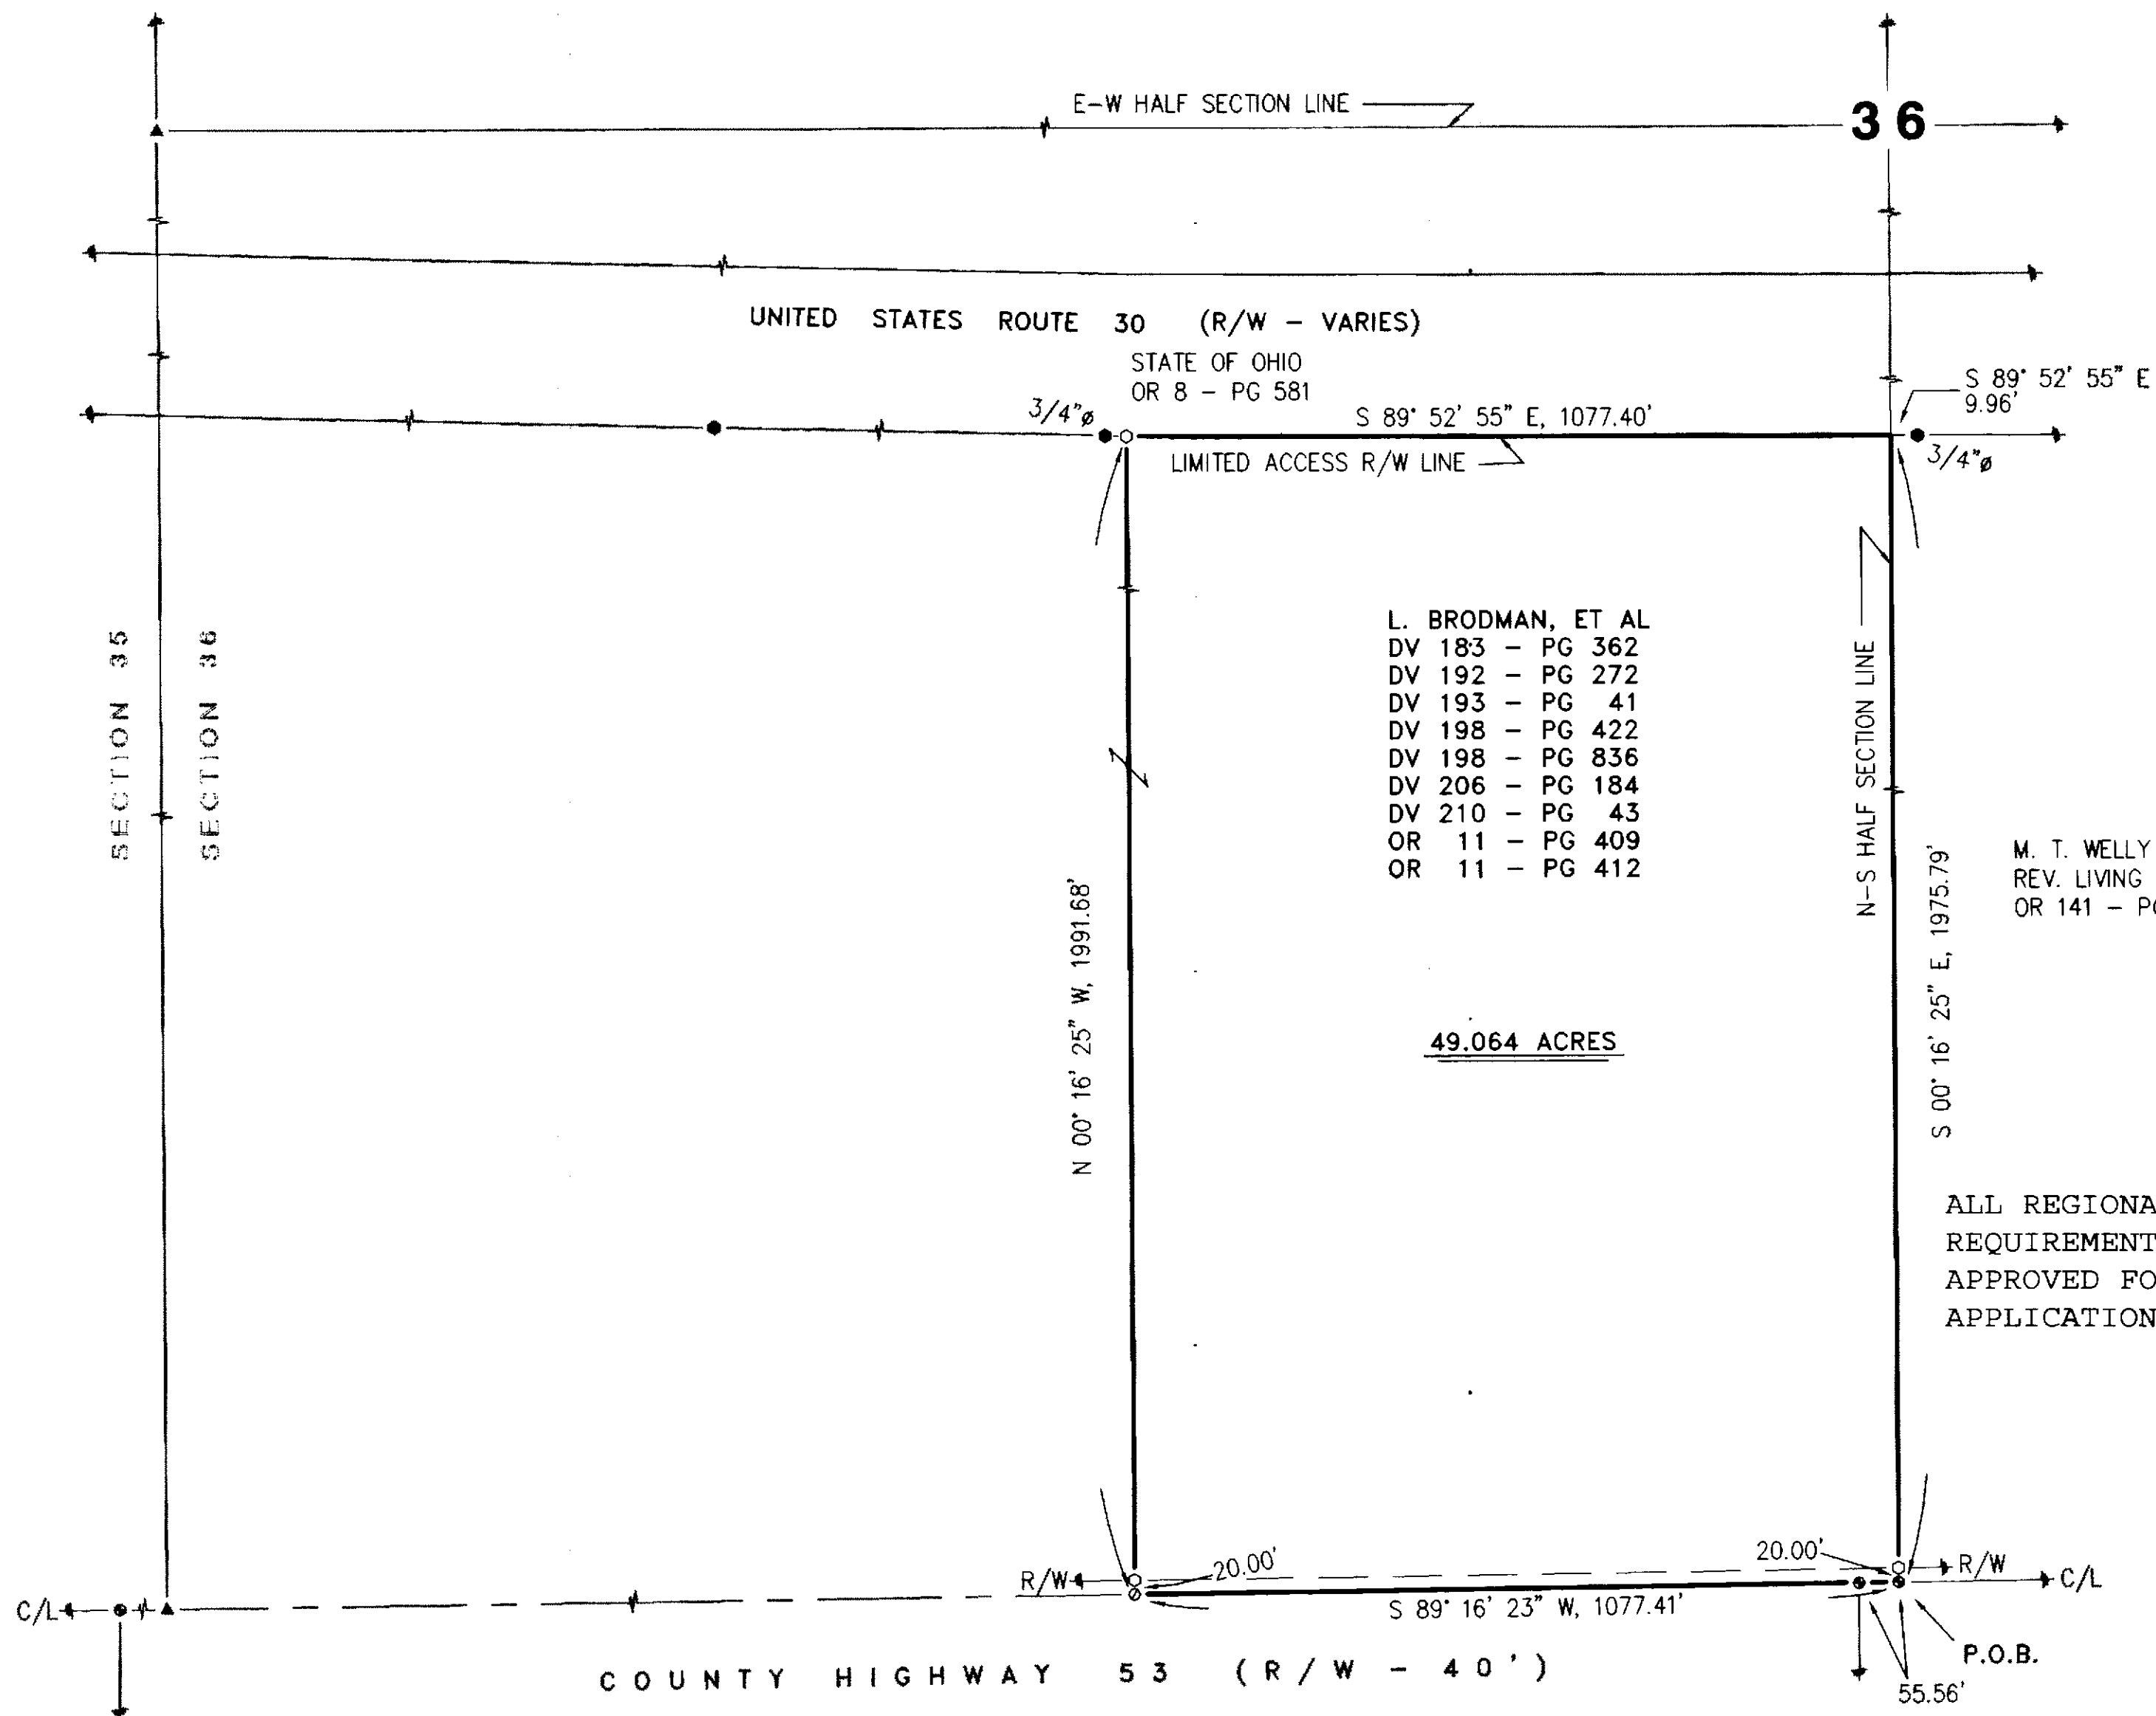 E-W HALF SECTION LINE
36
UNITED STATES ROUTE 30 (R/W - VARIES)
STATE OF OHIO
OR 8 - PG 581
3/4"ø
S 89° 52' 55" E, 1077.40'
S 89° 52' 55" E
9.96'
LIMITED ACCESS R/W LINE
3/4"ø
SECTION 35
SECTION 36
L. BRODMAN, ET AL
DV 183 - PG 362
DV 192 - PG 272
DV 193 - PG 41
DV 198 - PG 422
DV 198 - PG 836
DV 206 - PG 184
DV 210 - PG 43
OR 11 - PG 409
OR 11 - PG 412
N-S HALF SECTION LINE
M. T. WELLY
REV. LIVING
OR 141 - PG
N 00° 16' 25" W, 1991.68'
S 00° 16' 25" E, 1975.79'
49.064 ACRES
ALL REGIONA
REQUIREMENT
APPROVED FO
APPLICATION
R/W
20.00'
20.00'
R/W
C/L
C/L
S 89° 16' 23" W, 1077.41'
P.O.B.
55.56'
COUNTY HIGHWAY 53 (R/W - 40')